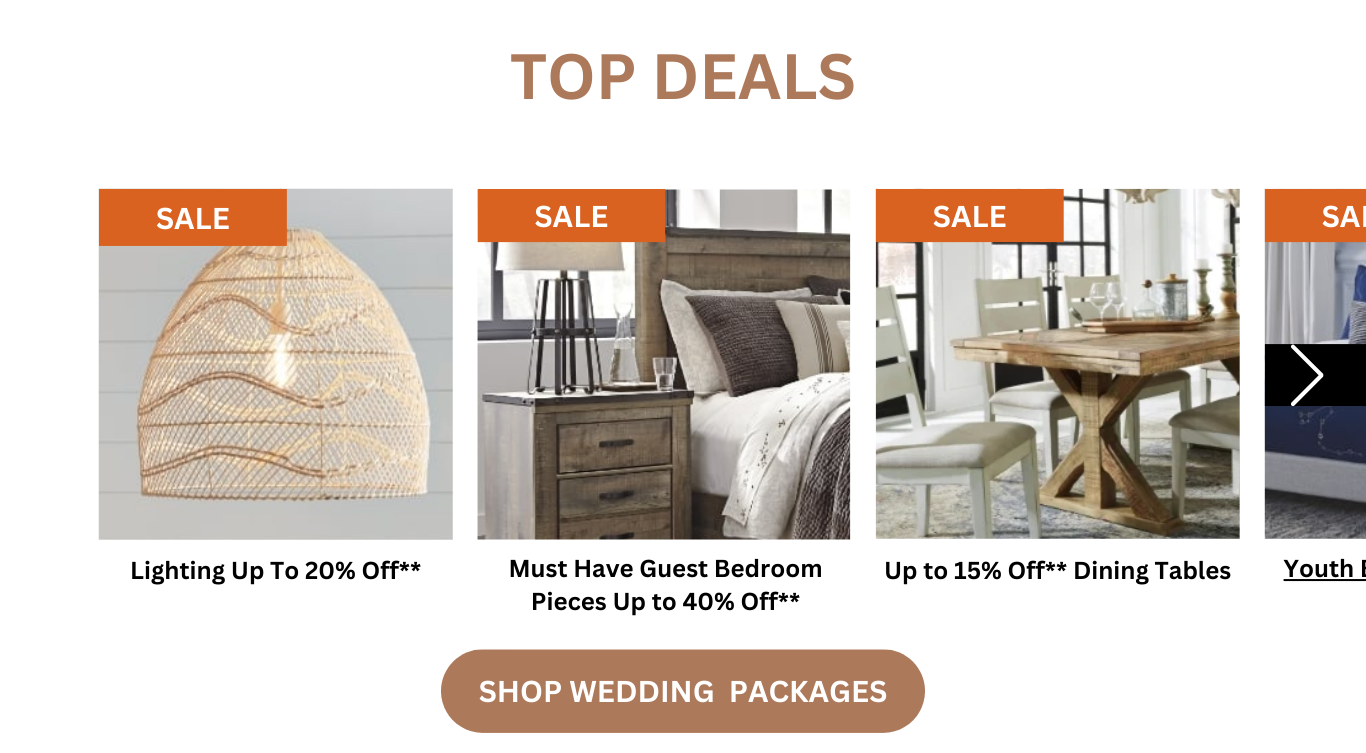 TOP DEALS
SALE
SALE
SALE
Lighting Up To 20% Off**
Must Have Guest Bedroom
Pieces Up to 40% Off**
Up to 15% Off** Dining Tables
Youth
SHOP WEDDING PACKAGES